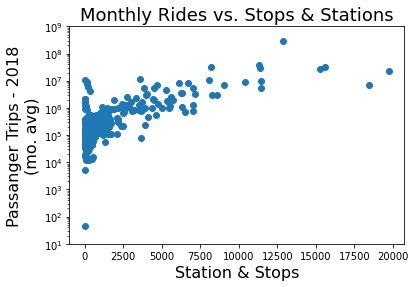 Monthly Rides vs. Stops & Stations
Passanger Trips - 2018
(mo. avg)
10⁹
10⁸
10⁷
10⁶
10⁵
10⁴
10³
10²
10¹
0 2500 5000 7500 10000 12500 15000 17500 20000
Station & Stops